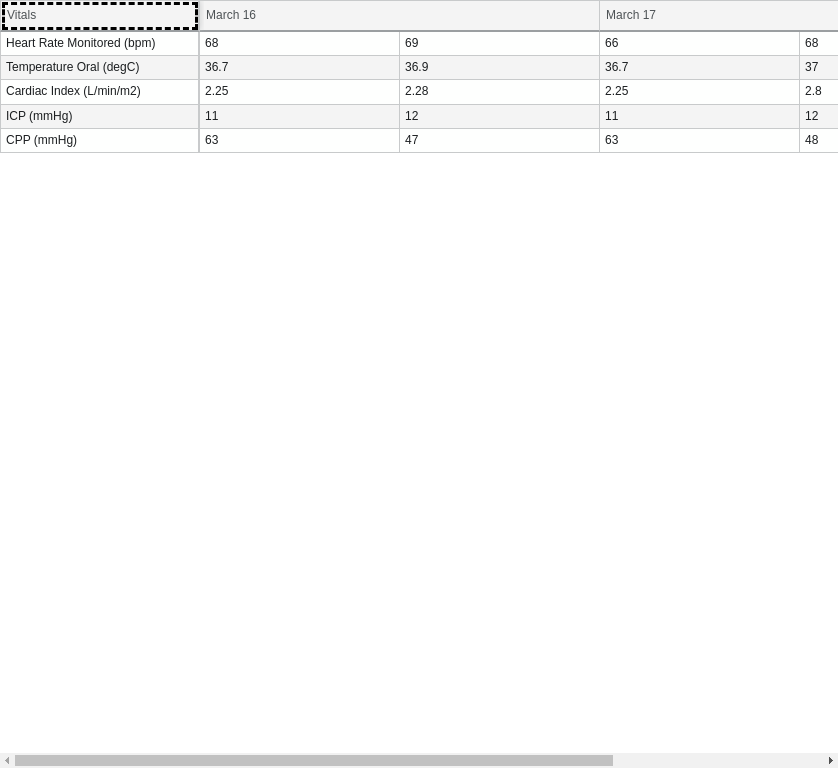 Vitals March 16 March 17
Heart Rate Monitored (bpm) 68 69 66 68
Temperature Oral (degC) 36.7 36.9 36.7 37
Cardiac Index (L/min/m2) 2.25 2.28 2.25 2.8
ICP (mmHg) 11 12 11 12
CPP (mmHg) 63 47 63 48